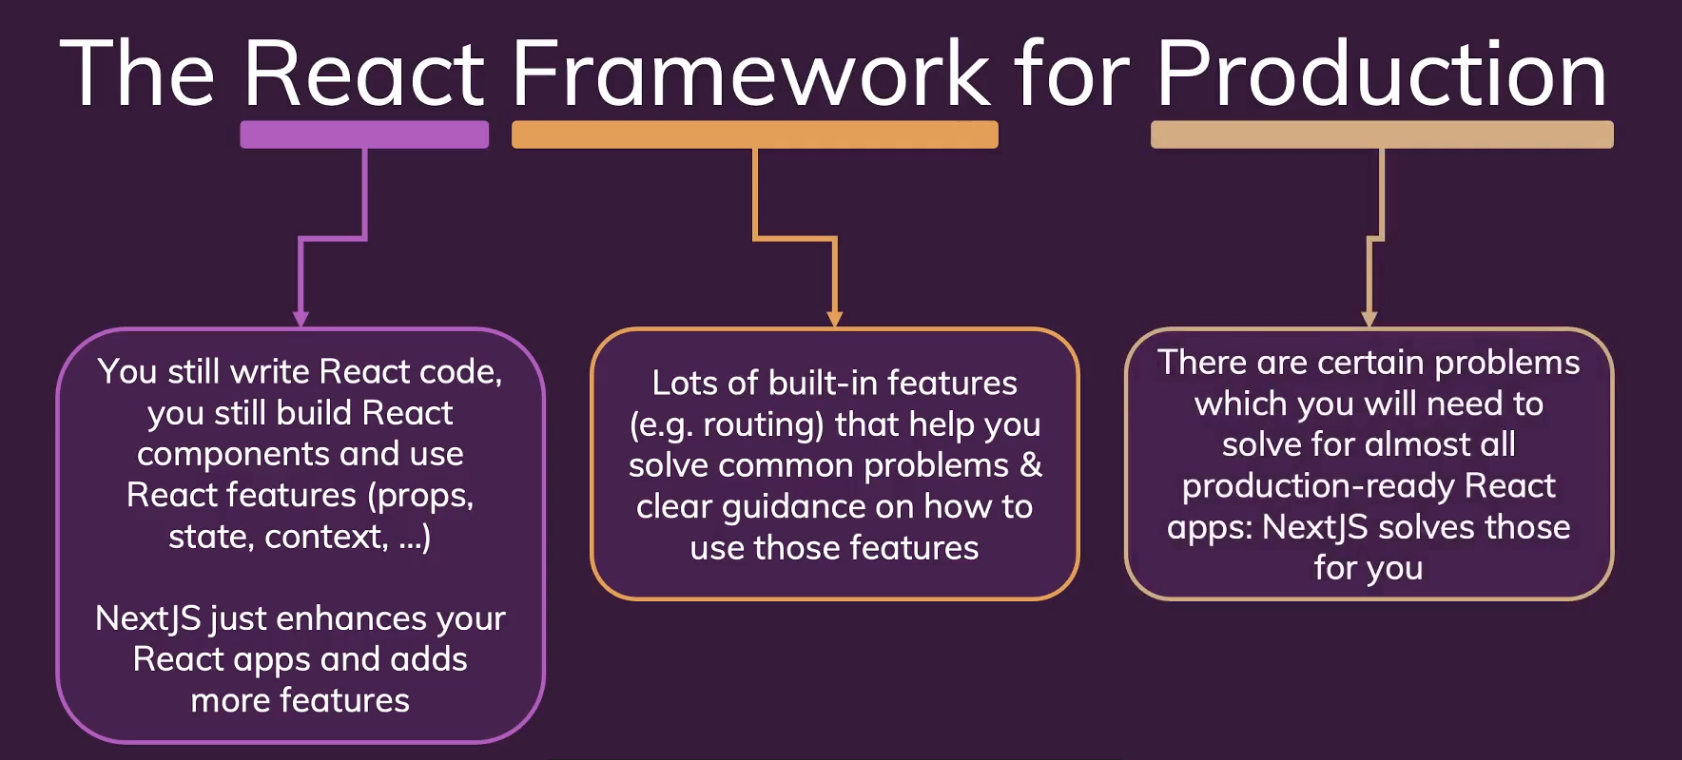 The React Framework for Production
You still write React code,
you still build React
components and use
React features (props,
state, context, ...)
NextJS just enhances your
React apps and adds
more features
Lots of built-in features
(e.g. routing) that help you
solve common problems &
clear guidance on how to
use those features
There are certain problems
which you will need to
solve for almost all
production-ready React
apps: NextJS solves those
for you